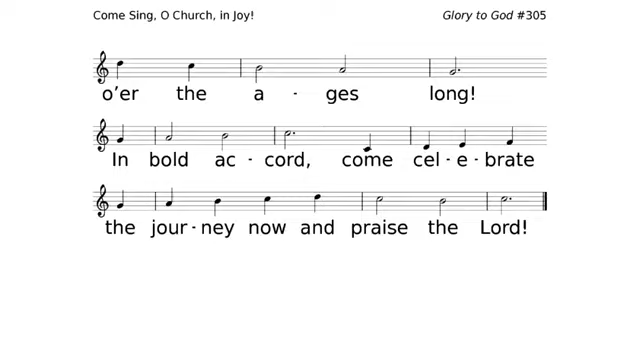 Come Sing, O Church, in Joy! Glory to God #305
o’er the a - ges long!
In bold ac - cord, come cel - e - brate
the jour - ney now and praise the Lord!